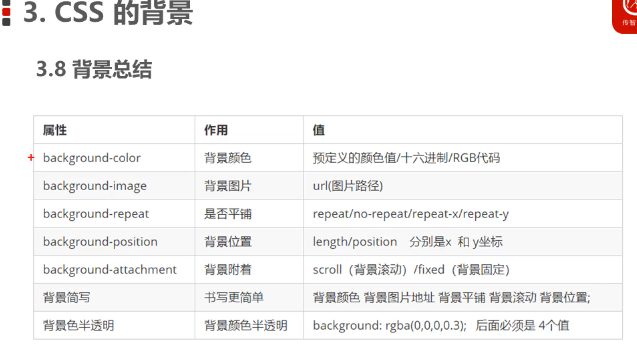 3. CSS 的背景
传智
3.8 背景总结
属性 作用 值
+ background-color 背景颜色 预定义的颜色值/十六进制/RGB代码
background-image 背景图片 url(图片路径)
background-repeat 是否平铺 repeat/no-repeat/repeat-x/repeat-y
background-position 背景位置 length/position 分别是x 和 y坐标
background-attachment 背景附着 scroll（背景滚动）/fixed（背景固定）
背景简写 书写更简单 背景颜色 背景图片地址 背景平铺 背景滚动 背景位置;
背景色半透明 背景颜色半透明 background: rgba(0,0,0,0.3); 后面必须是 4个值